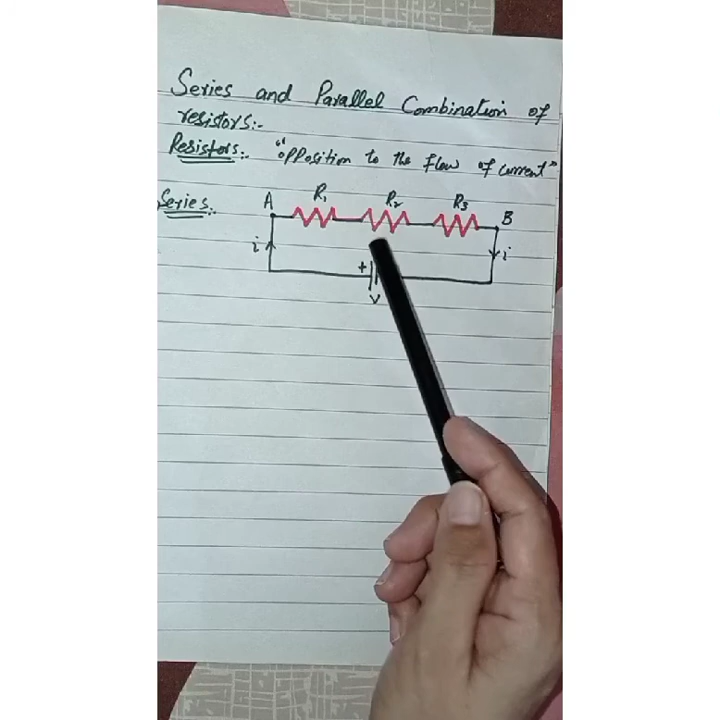 Series and Parallel Combination of
resistors:-
Resistors:- "opposition to the flow of current"
Series:-
A R₁ R₂ R₃ B
i i
+
V